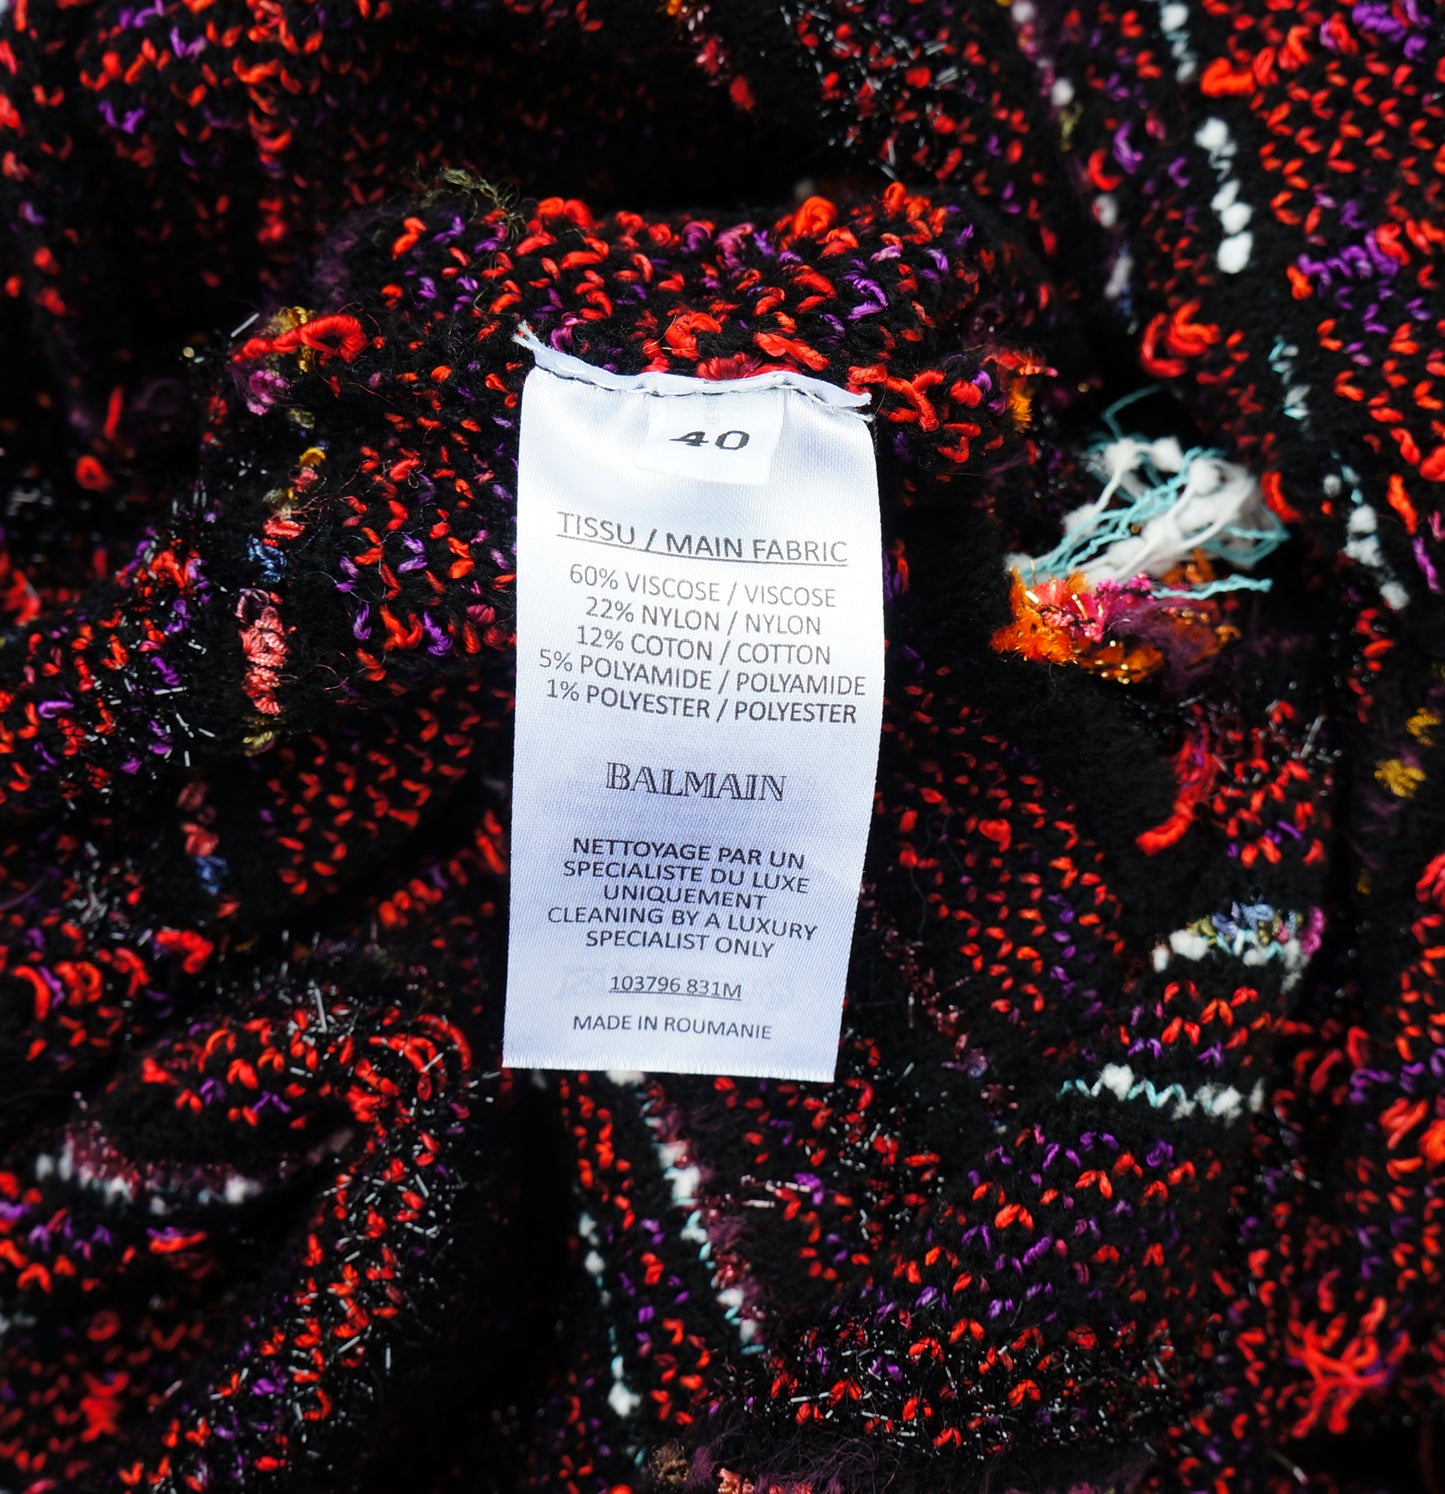 40
TISSU / MAIN FABRIC
60% VISCOSE / VISCOSE
22% NYLON / NYLON
12% COTON / COTTON
5% POLYAMIDE / POLYAMIDE
1% POLYESTER / POLYESTER
BALMAIN
NETTOYAGE PAR UN
SPECIALISTE DU LUXE
UNIQUEMENT
CLEANING BY A LUXURY
SPECIALIST ONLY
103796 831M
MADE IN ROUMANIE